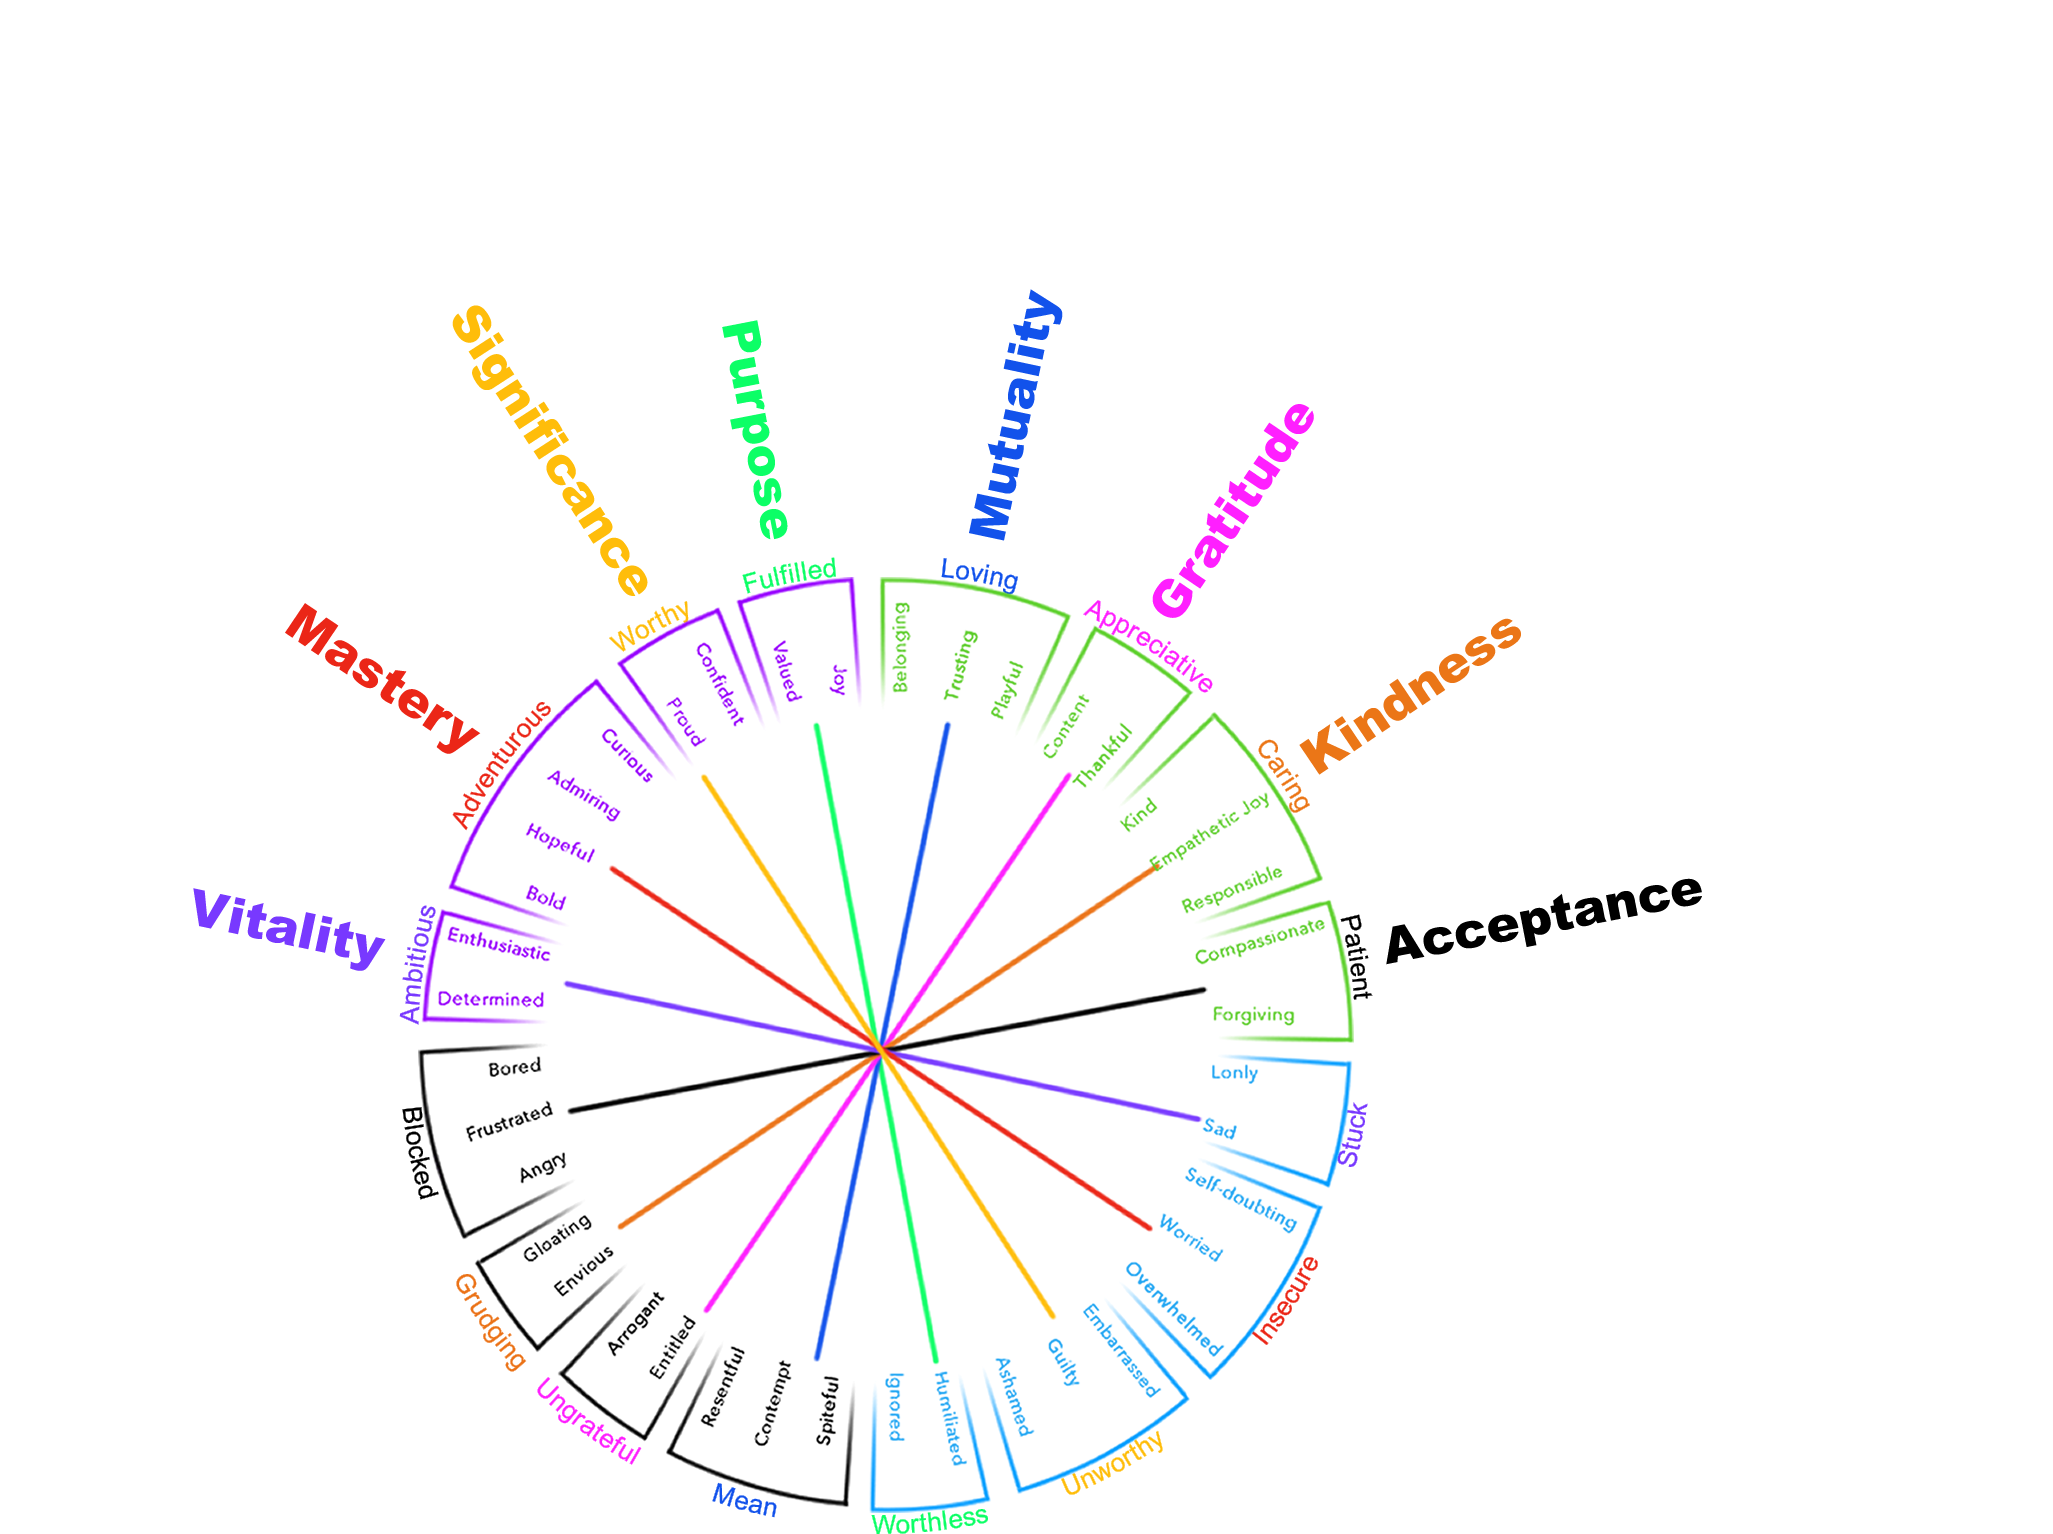 Vitality
Mastery
Significance
Purpose
Mutuality
Gratitude
Kindness
Acceptance
Ambitious
Determined
Enthusiastic
Adventurous
Bold
Hopeful
Admiring
Curious
Worthy
Proud
Confident
Fulfilled
Valued
Joy
Loving
Belonging
Trusting
Playful
Appreciative
Content
Thankful
Caring
Kind
Empathetic Joy
Responsible
Patient
Compassionate
Forgiving
Stuck
Lonly
Sad
Insecure
Self-doubting
Worried
Overwhelmed
Unworthy
Embarrassed
Guilty
Ashamed
Worthless
Humiliated
Ignored
Mean
Spiteful
Contempt
Resentful
Ungrateful
Entitled
Arrogant
Grudging
Envious
Gloating
Blocked
Angry
Frustrated
Bored